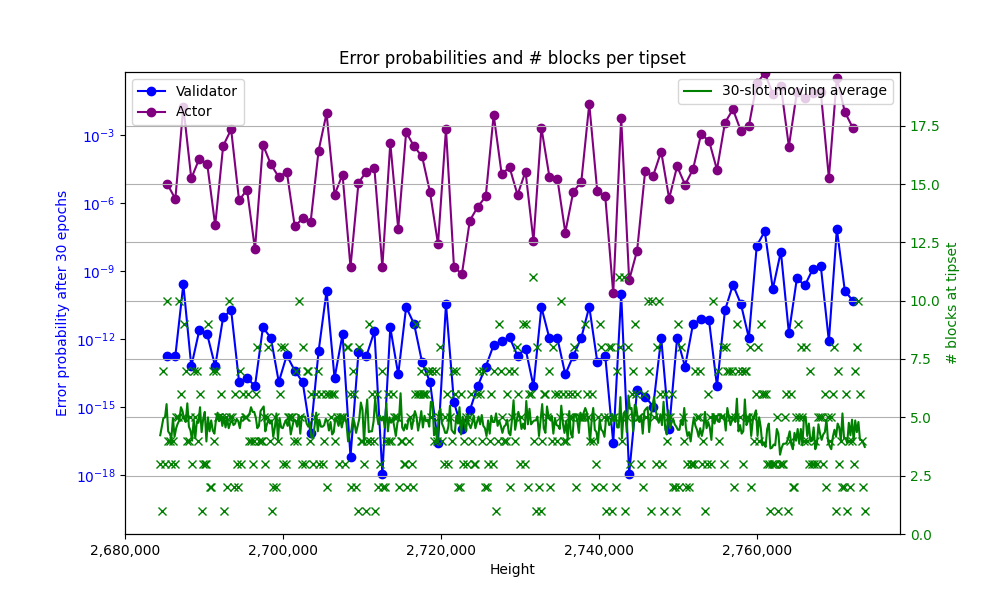 Error probabilities and # blocks per tipset
Validator
Actor
30-slot moving average
Error probability after 30 epochs
10⁻³
10⁻⁶
10⁻⁹
10⁻¹²
10⁻¹⁵
10⁻¹⁸
17.5
15.0
12.5
10.0
7.5
5.0
2.5
0.0
# blocks at tipset
2,680,000
2,700,000
2,720,000
2,740,000
2,760,000
Height